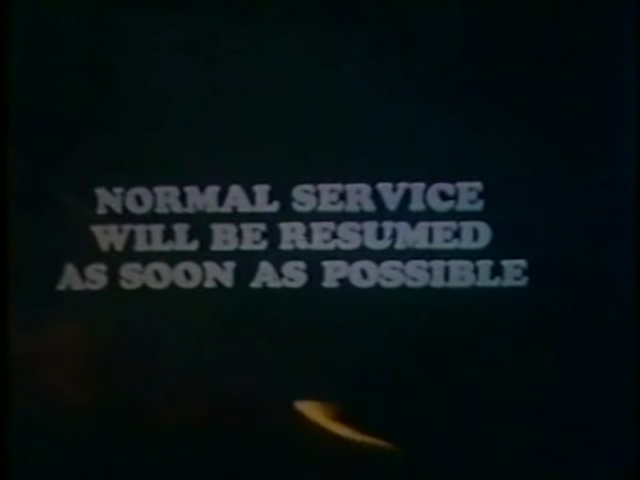 NORMAL SERVICE
WILL BE RESUMED
AS SOON AS POSSIBLE